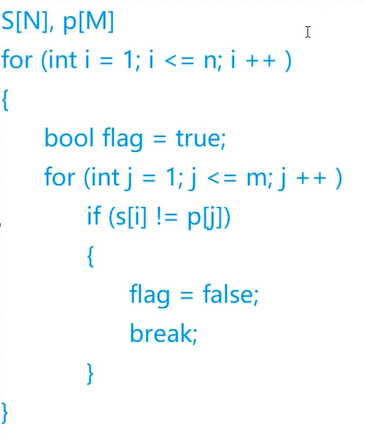 S[N], p[M]
for (int i = 1; i <= n; i ++ )
{
bool flag = true;
for (int j = 1; j <= m; j ++ )
if (s[i] != p[j])
{
flag = false;
break;
}
}